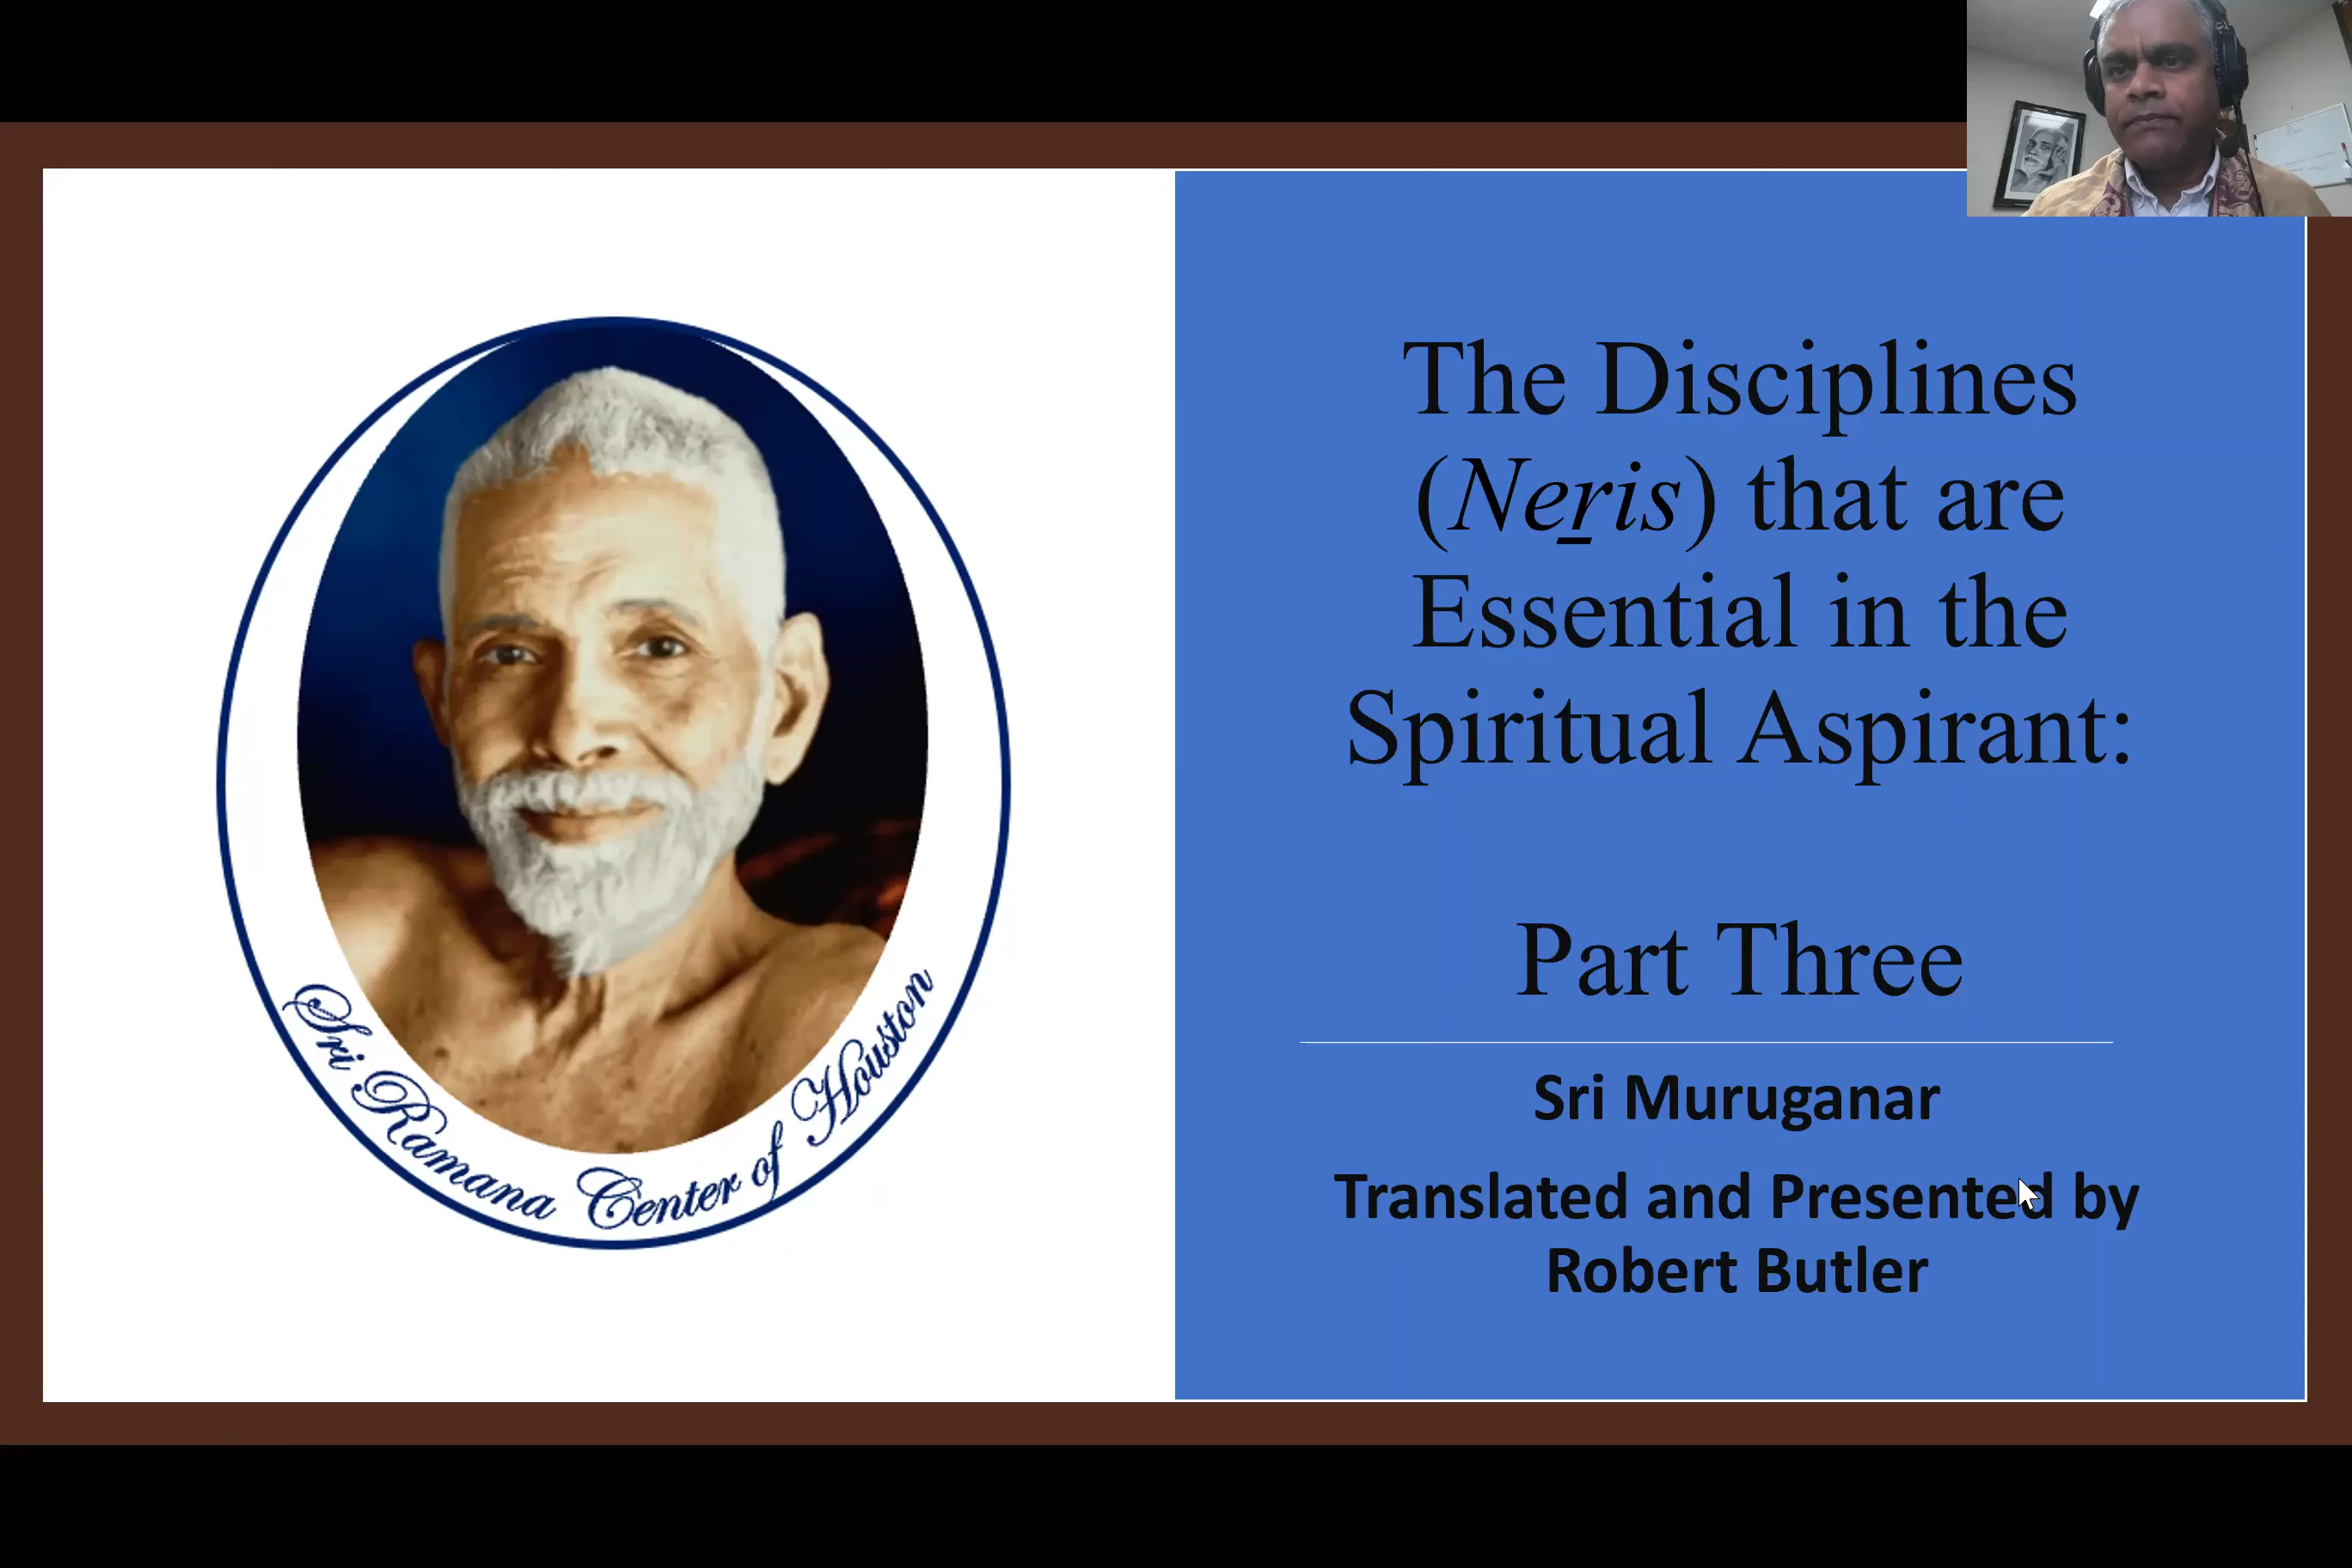 Sri Ramana Center of Houston
The Disciplines
(Neṟis) that are
Essential in the
Spiritual Aspirant:
Part Three
Sri Muruganar
Translated and Presented by
Robert Butler